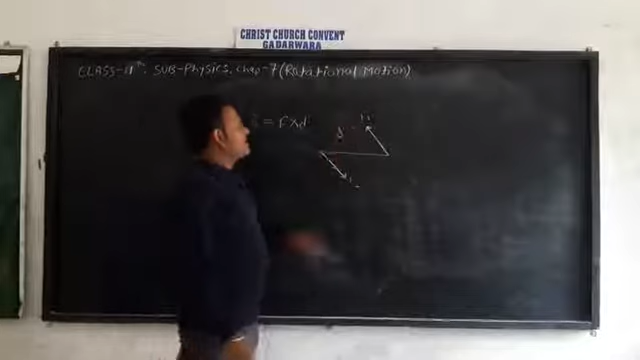 CHRIST CHURCH CONVENT
GADARWARA
CLASS-11th. SUB-Physics. chap-7 (Rotational Motion)
= F×d